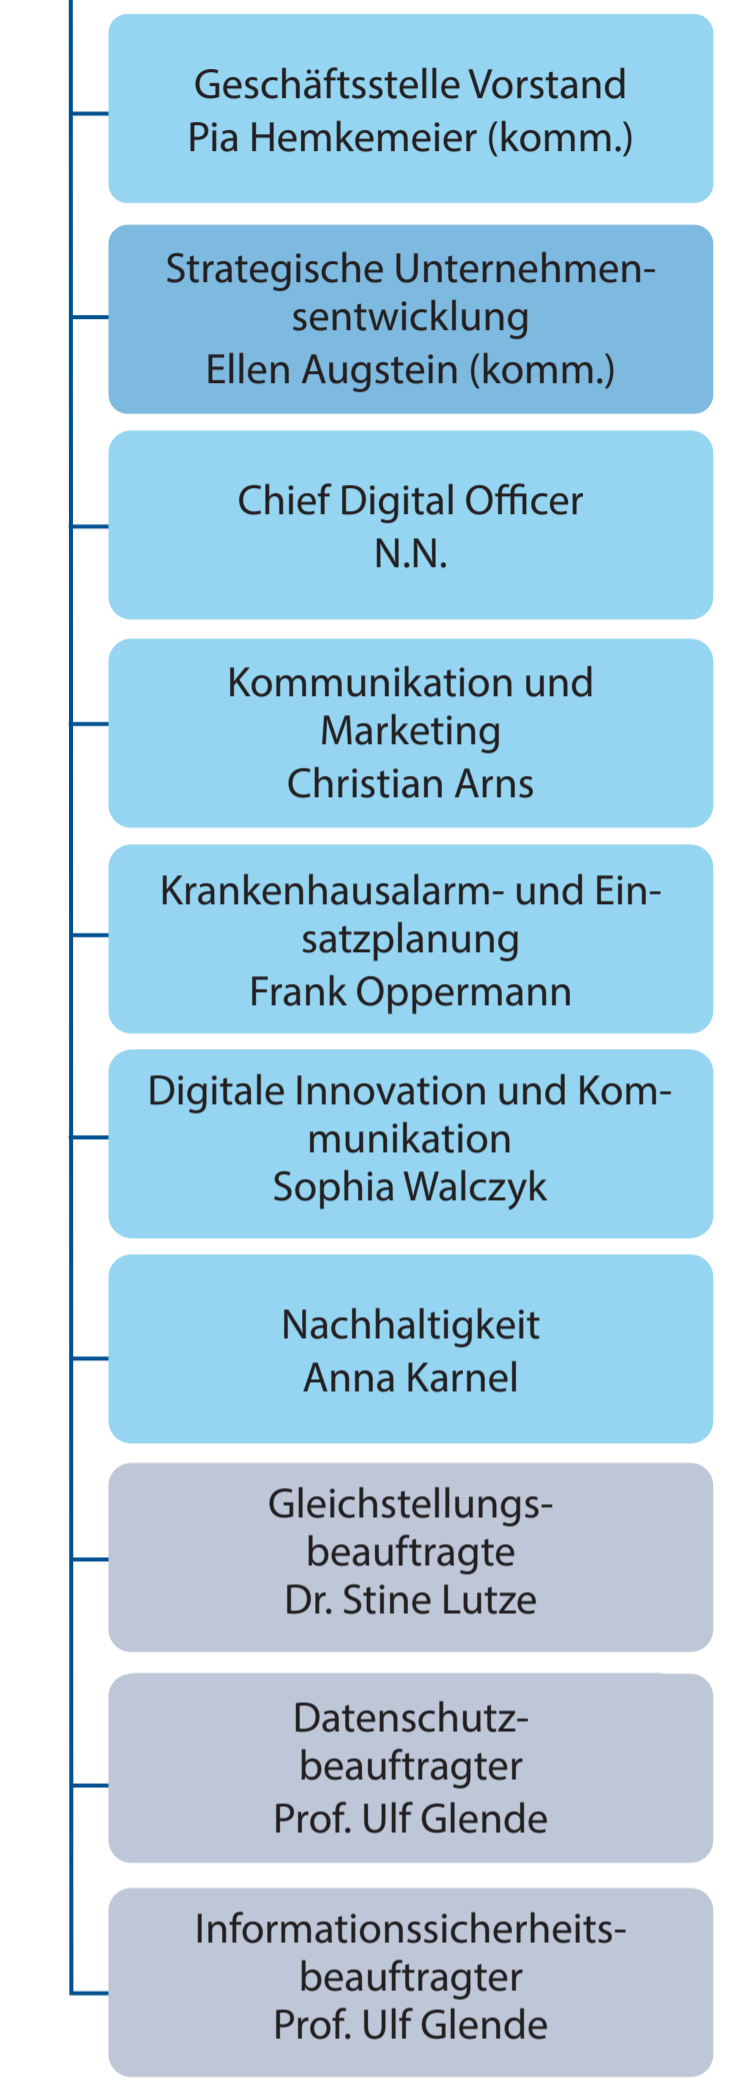 Geschäftsstelle Vorstand
Pia Hemkemeier (komm.)
Strategische Unternehmen-
sentwicklung
Ellen Augstein (komm.)
Chief Digital Officer
N.N.
Kommunikation und
Marketing
Christian Arns
Krankenhausalarm- und Ein-
satzplanung
Frank Oppermann
Digitale Innovation und Kom-
munikation
Sophia Walczyk
Nachhaltigkeit
Anna Karnel
Gleichstellungs-
beauftragte
Dr. Stine Lutze
Datenschutz-
beauftragter
Prof. Ulf Glende
Informationssicherheits-
beauftragter
Prof. Ulf Glende